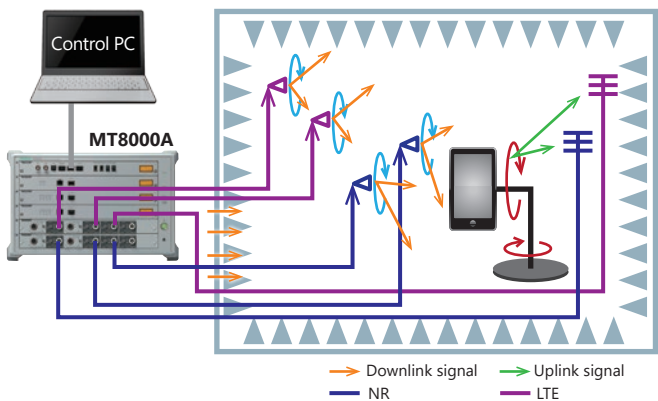 Control PC
MT8000A
Downlink signal
Uplink signal
NR
LTE